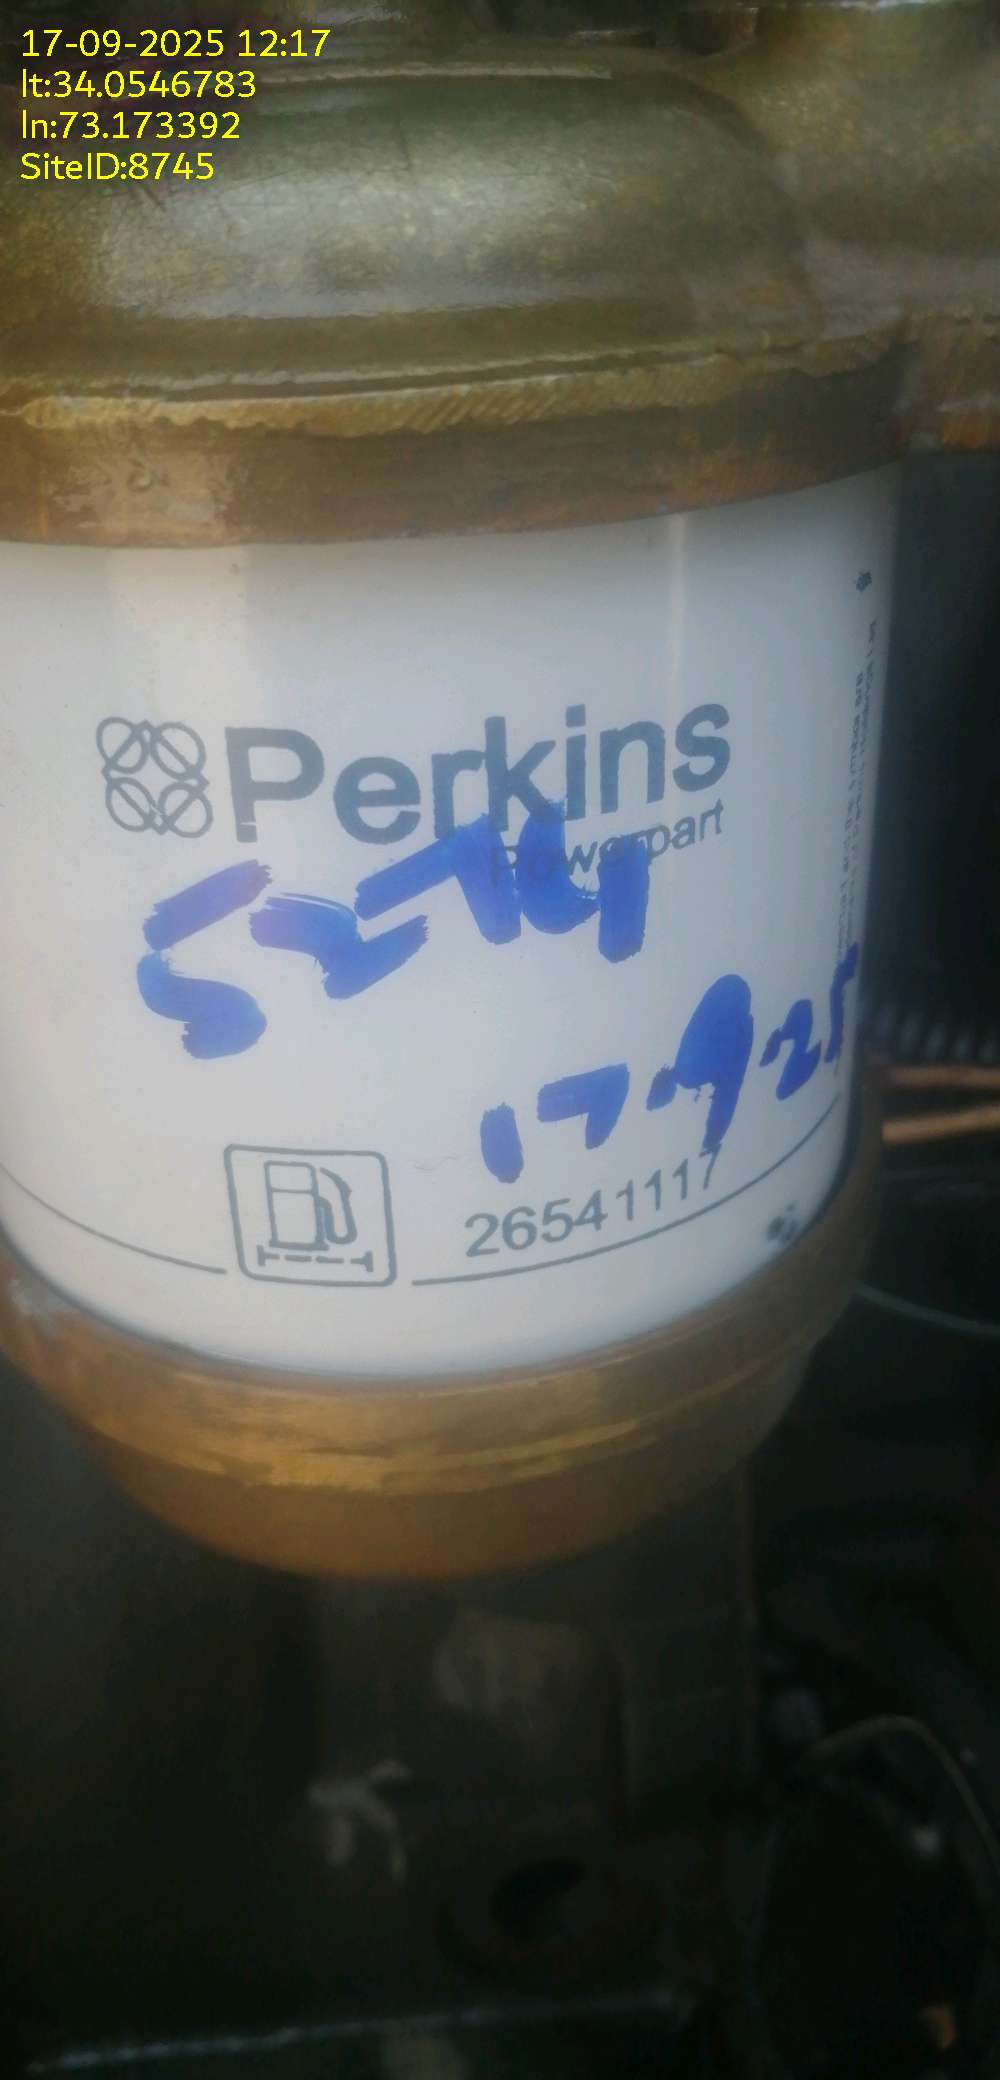 17-09-2025 12:17
lt:34.0546783
ln:73.173392
SiteID:8745
Perkins
Powerpart
17-9-25
26541117